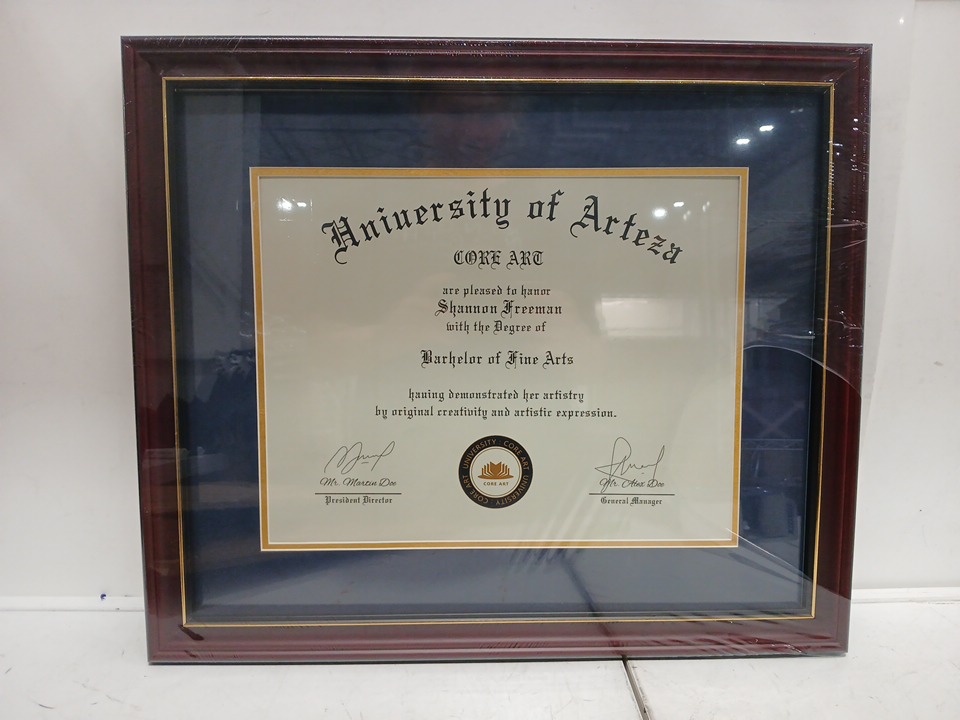 University of Arteza
CORE ART
are pleased to honor
Shannon Freeman
with the Degree of
Bachelor of Fine Arts
having demonstrated her artistry
by original creativity and artistic expression.
Mr. Martin Doe
President Director
CORE ART UNIVERSITY · CORE ART UNIVERSITY ·
CORE ART
Mr. Alex Doe
General Manager